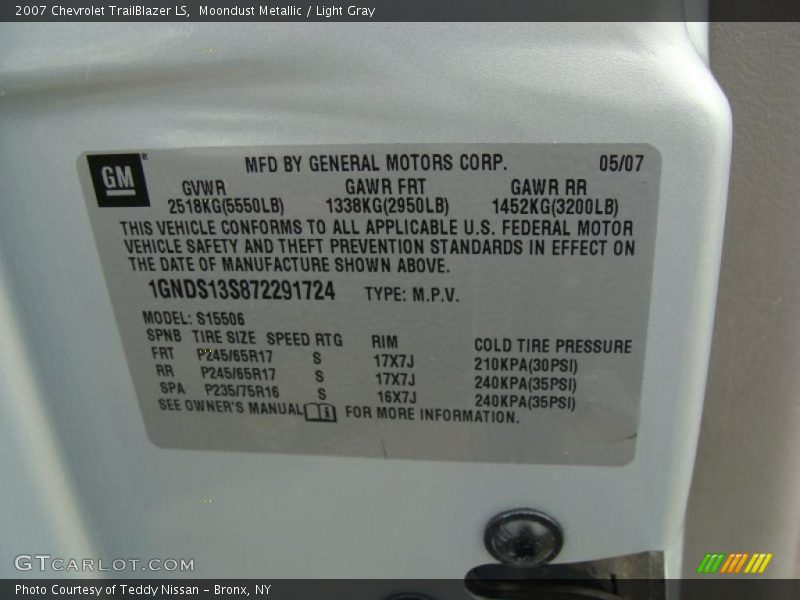 2007 Chevrolet TrailBlazer LS, Moondust Metallic / Light Gray
GM® MFD BY GENERAL MOTORS CORP. 05/07
GVWR GAWR FRT GAWR RR
2518KG(5550LB) 1338KG(2950LB) 1452KG(3200LB)
THIS VEHICLE CONFORMS TO ALL APPLICABLE U.S. FEDERAL MOTOR
VEHICLE SAFETY AND THEFT PREVENTION STANDARDS IN EFFECT ON
THE DATE OF MANUFACTURE SHOWN ABOVE.
1GNDS13S872291724 TYPE: M.P.V.
MODEL: S15506
SPNB TIRE SIZE SPEED RTG RIM COLD TIRE PRESSURE
FRT P245/65R17 S 17X7J 210KPA(30PSI)
RR P245/65R17 S 17X7J 240KPA(35PSI)
SPA P235/75R16 S 16X7J 240KPA(35PSI)
SEE OWNER'S MANUAL FOR MORE INFORMATION.
GTCARLOT.COM
Photo Courtesy of Teddy Nissan - Bronx, NY